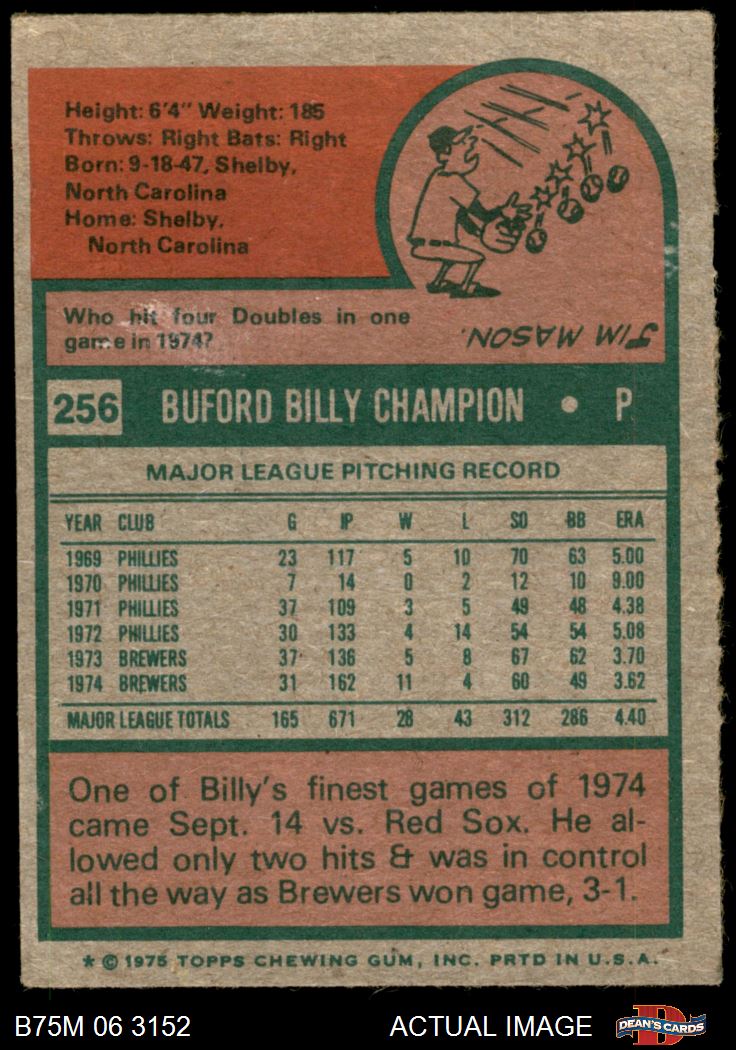 Height: 6'4" Weight: 185
Throws: Right Bats: Right
Born: 9-18-47, Shelby,
North Carolina
Home: Shelby,
North Carolina
Who hit four Doubles in one
game in 1974?
JIM MASON.
256 BUFORD BILLY CHAMPION • P
MAJOR LEAGUE PITCHING RECORD
YEAR CLUB G IP W L SO BB ERA
1969 PHILLIES 23 117 5 10 70 63 5.00
1970 PHILLIES 7 14 0 2 12 10 9.00
1971 PHILLIES 37 109 3 5 49 48 4.38
1972 PHILLIES 30 133 4 14 54 54 5.08
1973 BREWERS 37 136 5 8 67 62 3.70
1974 BREWERS 31 162 11 4 60 49 3.62
MAJOR LEAGUE TOTALS 165 671 28 43 312 286 4.40
One of Billy's finest games of 1974
came Sept. 14 vs. Red Sox. He al-
lowed only two hits & was in control
all the way as Brewers won game, 3-1.
* © 1975 TOPPS CHEWING GUM, INC. PRTD IN U.S.A.
B75M 06 3152 ACTUAL IMAGE DEAN'S CARDS